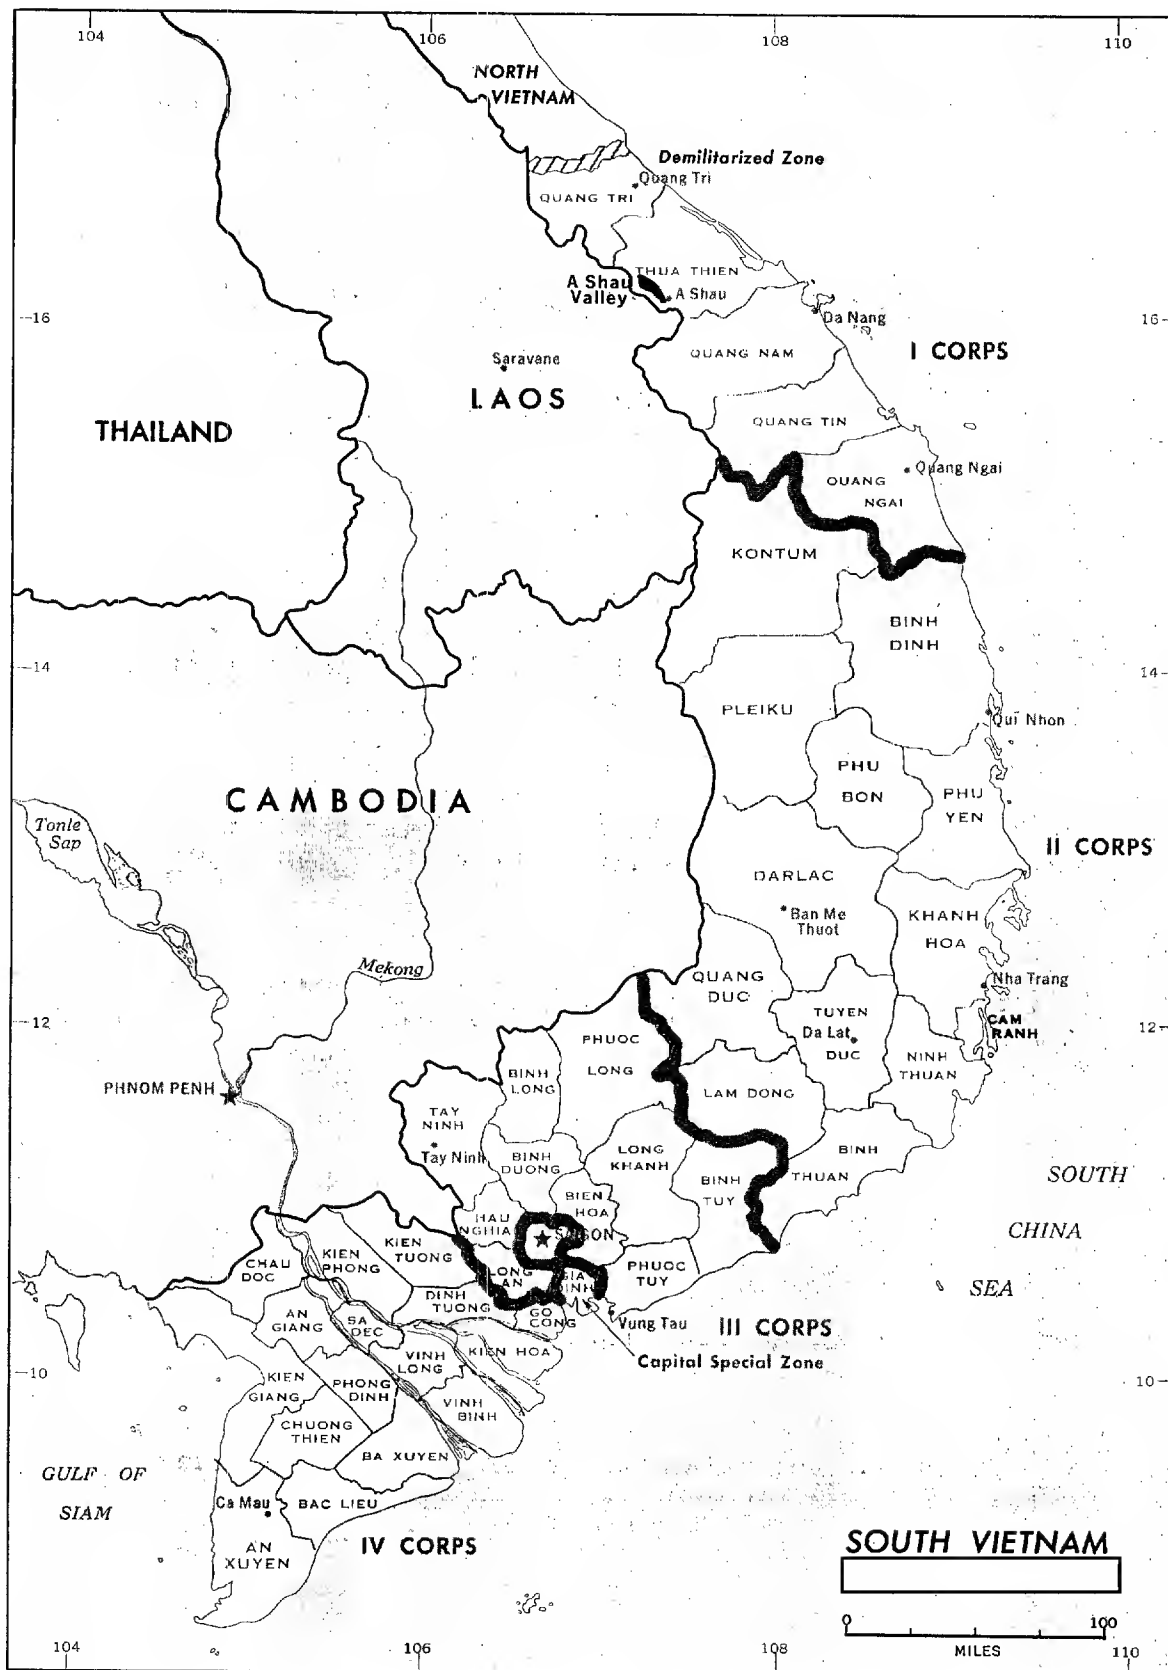 104
106
108
110
NORTH
VIETNAM
Demilitarized Zone
Quang Tri
QUANG TRI
THUA THIEN
A Shau
Valley
A Shau
16
Da Nang
16
QUANG NAM
I CORPS
Saravane
LAOS
THAILAND
QUANG TIN
Quang Ngai
QUANG
NGAI
KONTUM
BINH
DINH
14
14
PLEIKU
Qui Nhon
PHU
BON
PHU
YEN
CAMBODIA
Tonle
Sap
II CORPS
DARLAC
Ban Me
Thuot
KHANH
HOA
Mekong
QUANG
DUC
Nha Trang
12
TUYEN
DUC
Da Lat
CAM
RANH
12
PHUOC
LONG
NINH
THUAN
BINH
LONG
PHNOM PENH
LAM DONG
TAY
NINH
Tay Ninh
BINH
DUONG
LONG
KHANH
BINH
THUAN
BINH
TUY
SOUTH
CHINA
SEA
BIEN
HOA
HAU
NGHIA
SAIGON
KIEN
TUONG
KIEN
PHONG
CHAU
DOC
LONG
AN
GIA
DINH
PHUOC
TUY
DINH
TUONG
GO
CONG
AN
GIANG
SA
DEC
Vung Tau
III CORPS
Capital Special Zone
VINH
LONG
KIEN HOA
10
10
KIEN
GIANG
PHONG
DINH
VINH
BINH
CHUONG
THIEN
BA XUYEN
GULF OF
SIAM
Ca Mau
BAC LIEU
AN
XUYEN
IV CORPS
SOUTH VIETNAM
0
100
MILES
104
106
108
110